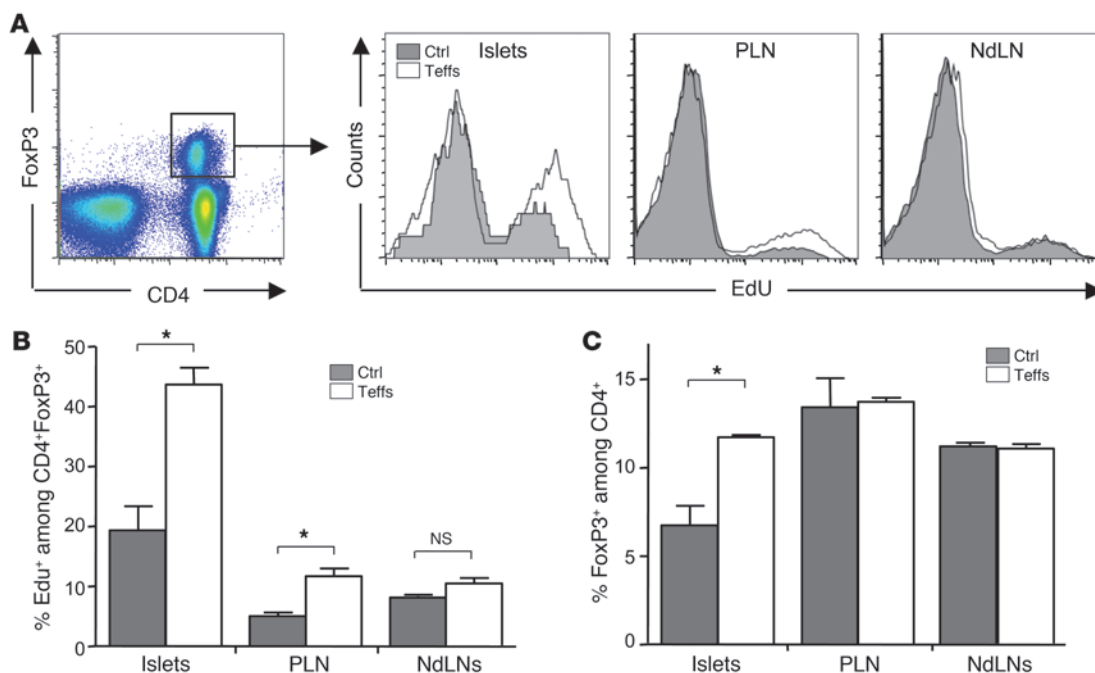 A
FoxP3
CD4
Ctrl
Teffs
Islets
PLN
NdLN
Counts
EdU
B
% Edu⁺ among CD4⁺FoxP3⁺
50
40
30
20
10
0
*
*
NS
Ctrl
Teffs
Islets
PLN
NdLNs
C
% FoxP3⁺ among CD4⁺
15
10
5
0
*
Ctrl
Teffs
Islets
PLN
NdLNs